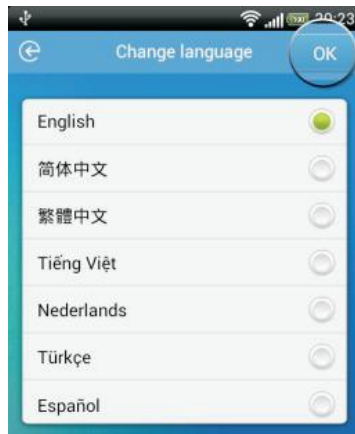 20:23
Change language
OK
English
简体中文
繁體中文
Tiếng Việt
Nederlands
Türkçe
Español